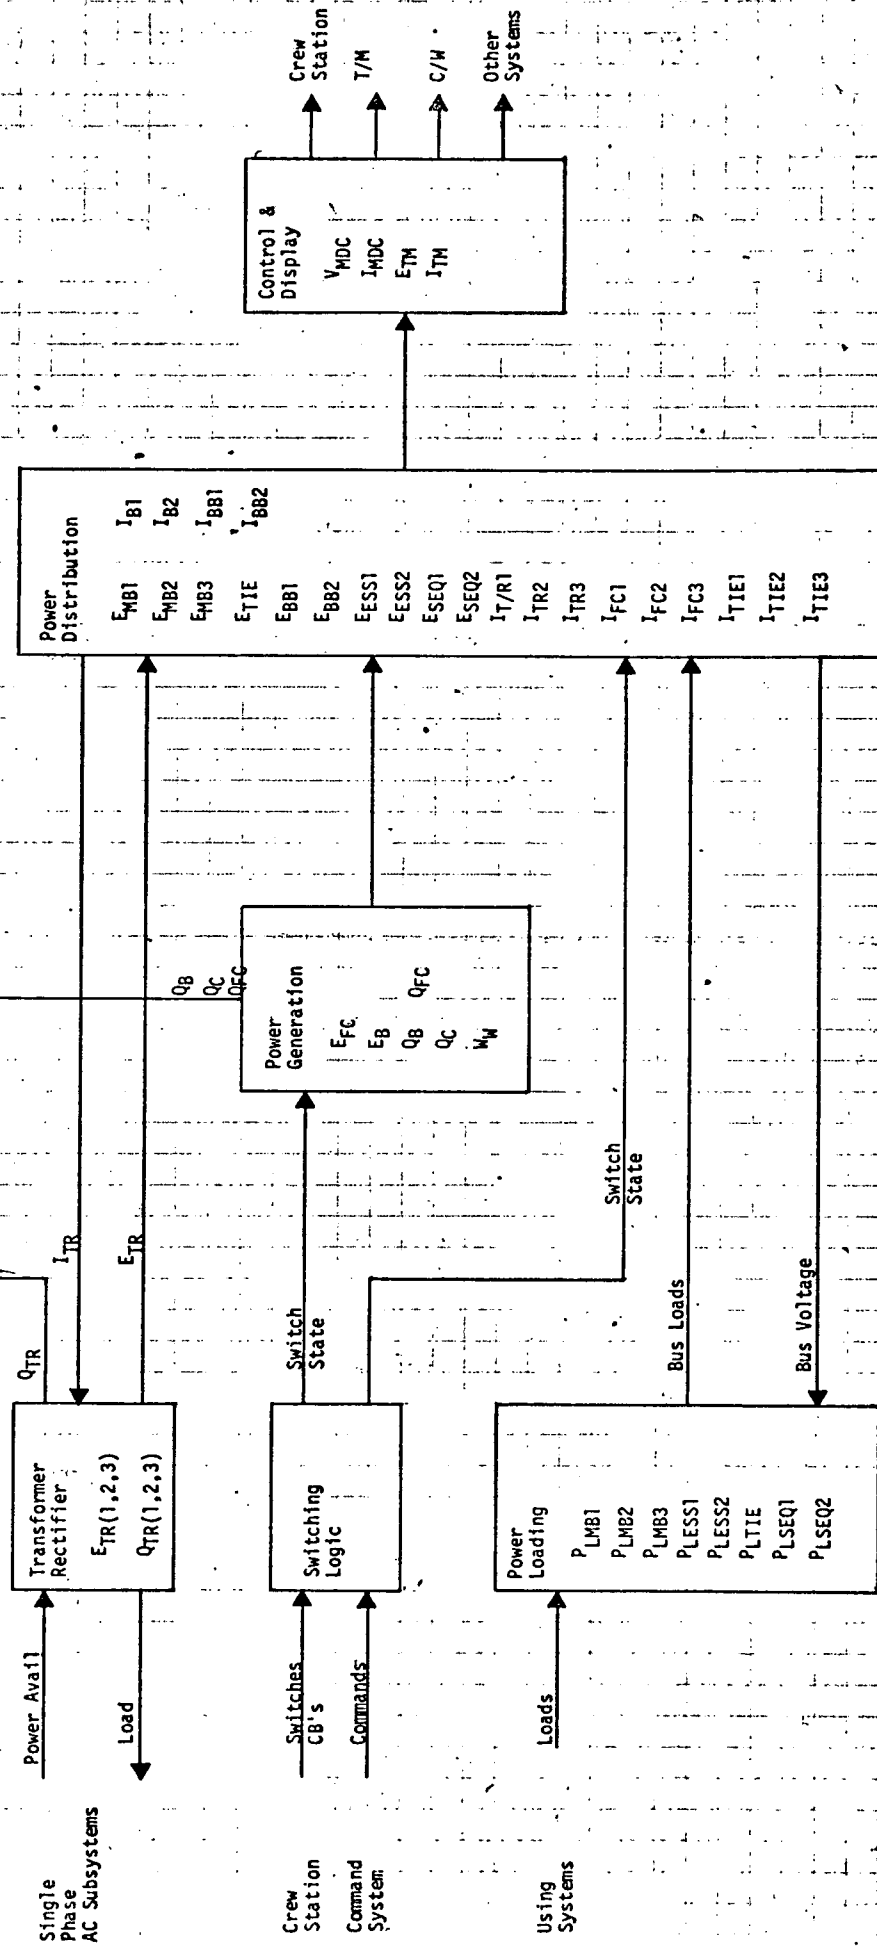 Single
Phase
AC Subsystems
Power Avail
Load
Transformer
Rectifier
E_TR(1,2,3)
Q_TR(1,2,3)
Q_TR
I_TR
E_TR
Crew
Station
Switches
CB's
Command
System
Commands
Switching
Logic
Switch
State
Switch
State
Using
Systems
Loads
Power
Loading
P_LMB1
P_LMB2
P_LMB3
P_LESS1
P_LESS2
P_LTIE
P_LSEQ1
P_LSEQ2
Bus Loads
Bus Voltage
Q_B
Q_C
Q_FC
Power
Generation
E_FC
E_B
Q_B Q_FC
Q_C
W_W
Power
Distribution
E_MB1 I_B1
E_MB2 I_B2
E_MB3 I_BB1
E_TIE I_BB2
E_BB1
E_BB2
E_ESS1
E_ESS2
E_SEQ1
E_SEQ2
I_T/R1
I_TR2
I_TR3
I_FC1
I_FC2
I_FC3
I_TIE1
I_TIE2
I_TIE3
Control &
Display
V_MDC
I_MDC
E_TM
I_TM
Crew
Station
T/M
C/W
Other
Systems